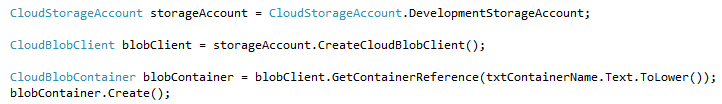 CloudStorageAccount storageAccount = CloudStorageAccount.DevelopmentStorageAccount;
CloudBlobClient blobClient = storageAccount.CreateCloudBlobClient();
CloudBlobContainer blobContainer = blobClient.GetContainerReference(txtContainerName.Text.ToLower());
blobContainer.Create();